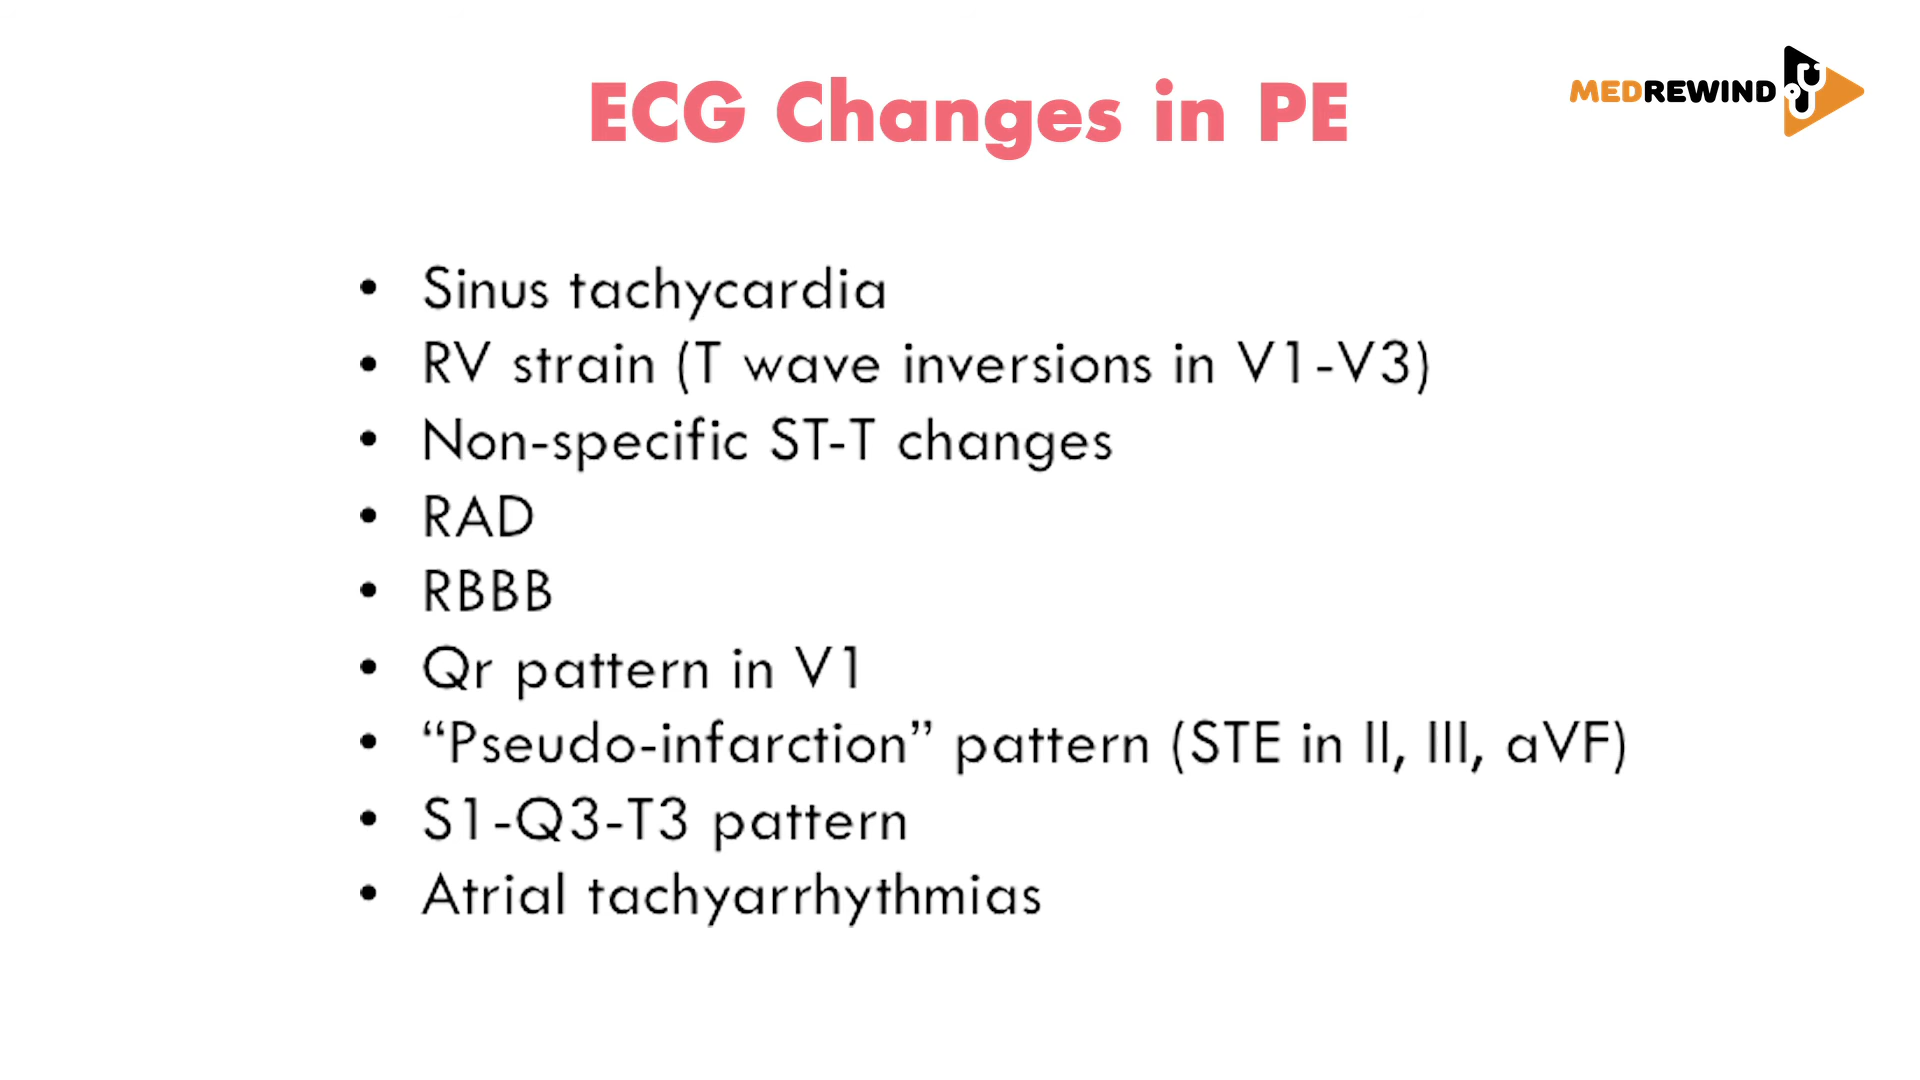 ECG Changes in PE
MEDREWIND
• Sinus tachycardia
• RV strain (T wave inversions in V1-V3)
• Non-specific ST-T changes
• RAD
• RBBB
• Qr pattern in V1
• “Pseudo-infarction” pattern (STE in II, III, aVF)
• S1-Q3-T3 pattern
• Atrial tachyarrhythmias